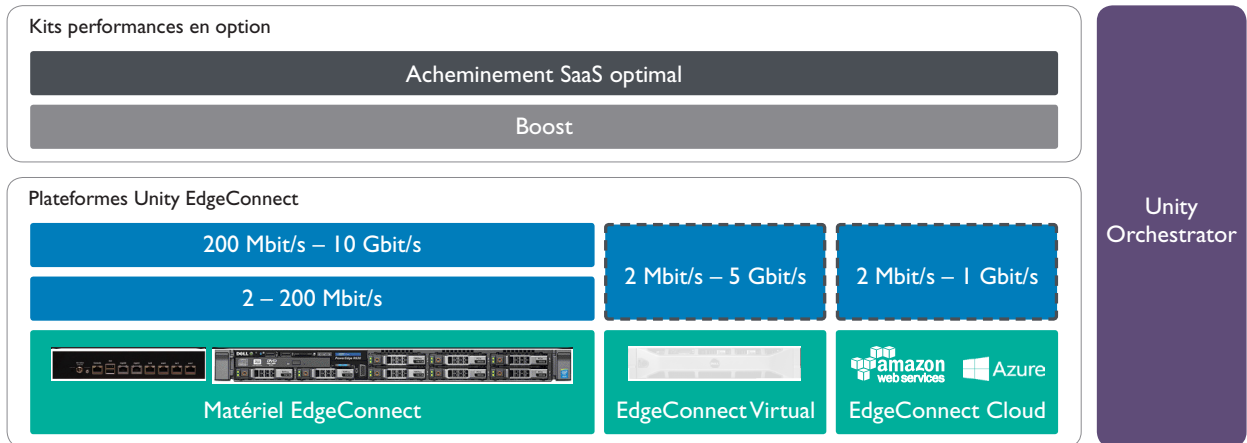 Kits performances en option
Acheminement SaaS optimal
Boost
Plateformes Unity EdgeConnect
200 Mbit/s – 10 Gbit/s
2 – 200 Mbit/s
2 Mbit/s – 5 Gbit/s
2 Mbit/s – 1 Gbit/s
DELL
Matériel EdgeConnect
EdgeConnect Virtual
amazon
web services
Azure
EdgeConnect Cloud
Unity
Orchestrator